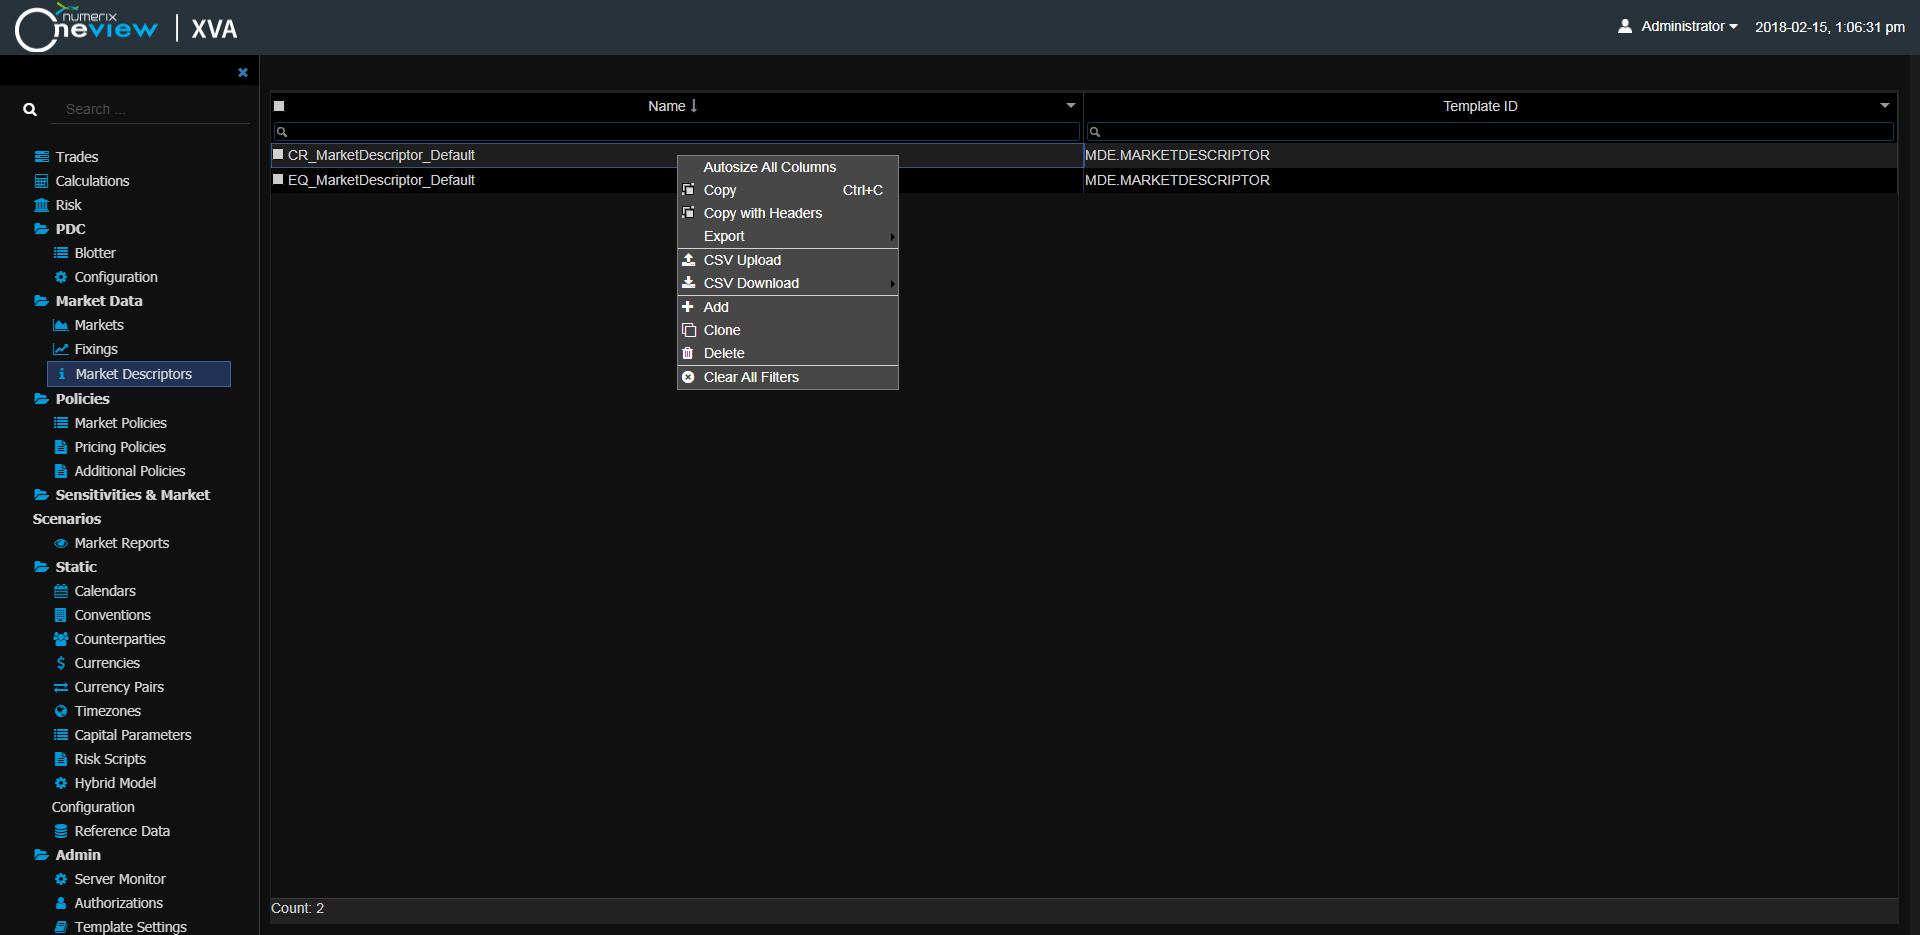 numerix
Oneview | XVA
Administrator
2018-02-15, 1:06:31 pm
Search ...
Trades
Calculations
Risk
PDC
Blotter
Configuration
Market Data
Markets
Fixings
Market Descriptors
Policies
Market Policies
Pricing Policies
Additional Policies
Sensitivities & Market
Scenarios
Market Reports
Static
Calendars
Conventions
Counterparties
Currencies
Currency Pairs
Timezones
Capital Parameters
Risk Scripts
Hybrid Model
Configuration
Reference Data
Admin
Server Monitor
Authorizations
Template Settings
Name Template ID
CR_MarketDescriptor_Default MDE.MARKETDESCRIPTOR
EQ_MarketDescriptor_Default MDE.MARKETDESCRIPTOR
Autosize All Columns
Copy Ctrl+C
Copy with Headers
Export
CSV Upload
CSV Download
Add
Clone
Delete
Clear All Filters
Count: 2